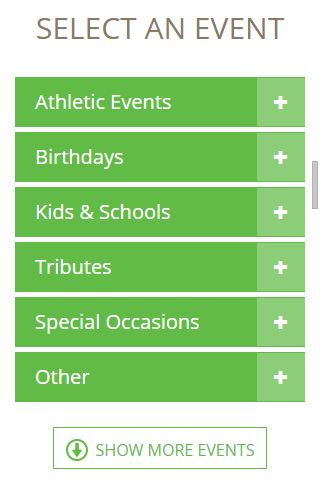 SELECT AN EVENT
Athletic Events
Birthdays
Kids & Schools
Tributes
Special Occasions
Other
SHOW MORE EVENTS